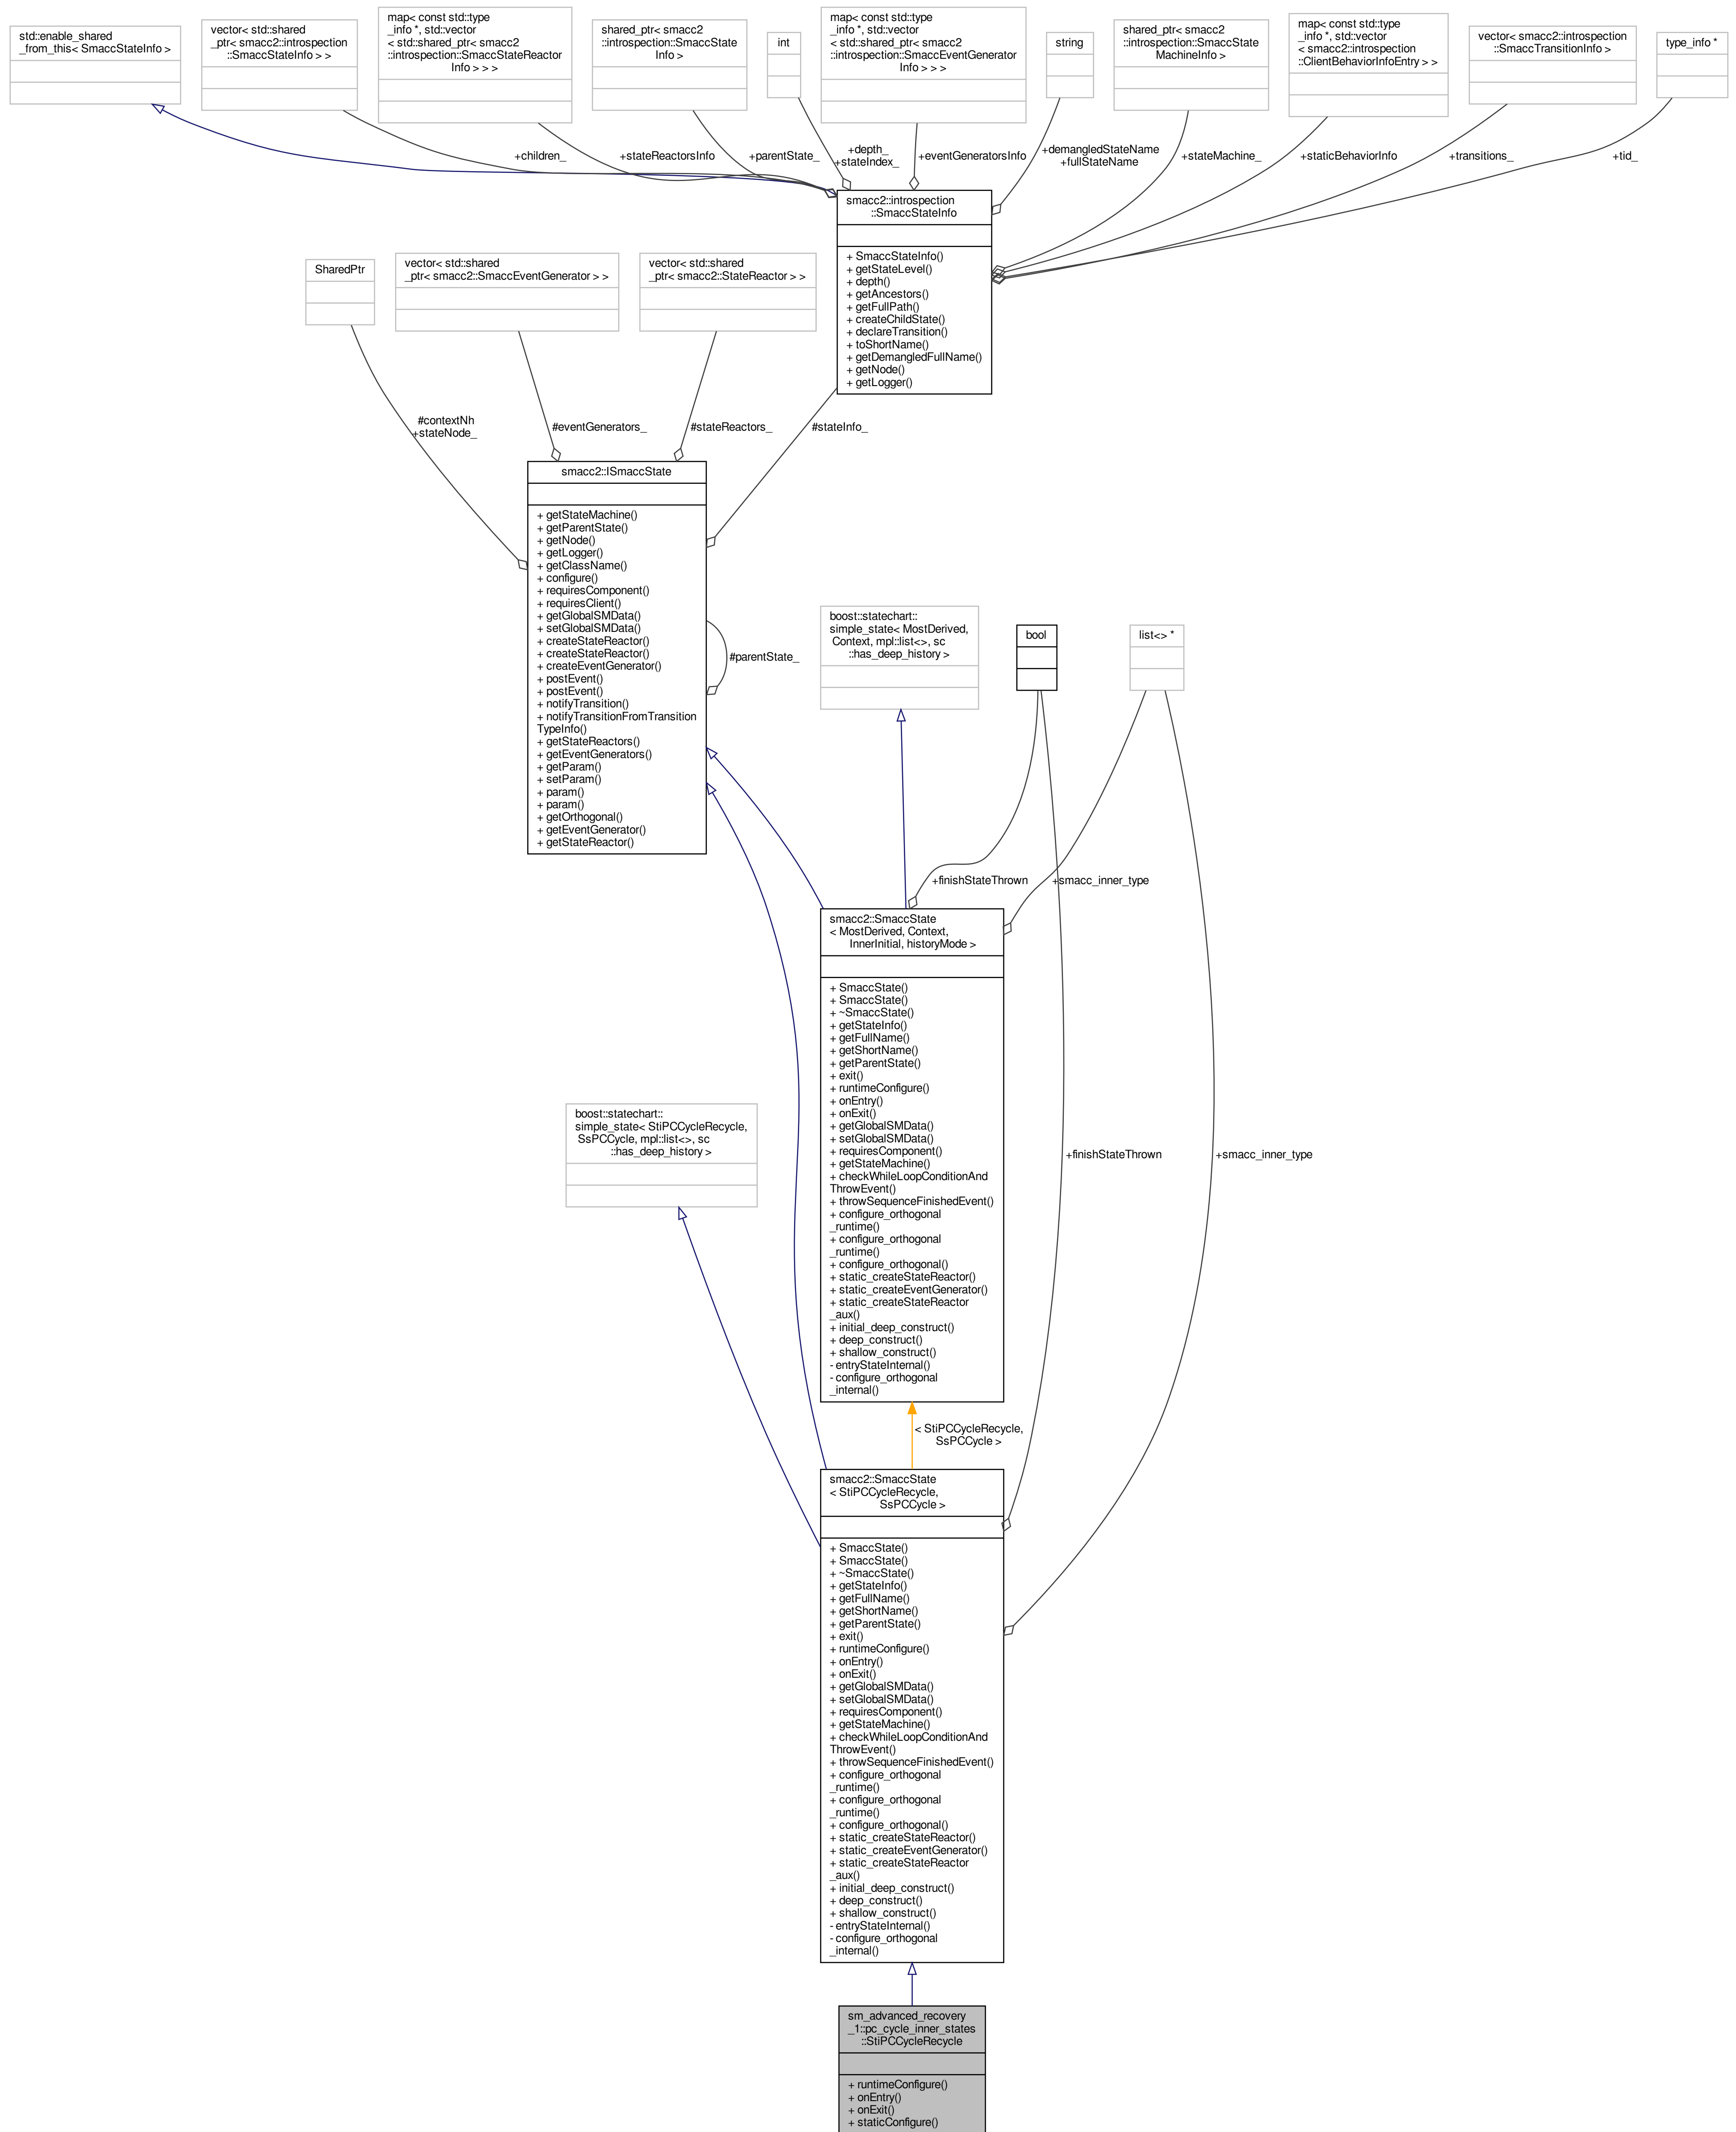 std::enable_shared
_from_this< SmaccStateInfo >
vector< std::shared
_ptr< smacc2::introspection
::SmaccStateInfo > >
map< const std::type
_info *, std::vector
< std::shared_ptr< smacc2
::introspection::SmaccStateReactor
Info > > >
shared_ptr< smacc2
::introspection::SmaccState
Info >
int
map< const std::type
_info *, std::vector
< std::shared_ptr< smacc2
::introspection::SmaccEventGenerator
Info > > >
string
shared_ptr< smacc2
::introspection::SmaccState
MachineInfo >
map< const std::type
_info *, std::vector
< smacc2::introspection
::ClientBehaviorInfoEntry > >
vector< smacc2::introspection
::SmaccTransitionInfo >
type_info *
+children_
+stateReactorsInfo
+parentState_
+depth_
+stateIndex_
+eventGeneratorsInfo
+demangledStateName
+fullStateName
+stateMachine_
+staticBehaviorInfo
+transitions_
+tid_
smacc2::introspection
::SmaccStateInfo
+ SmaccStateInfo()
+ getStateLevel()
+ depth()
+ getAncestors()
+ getFullPath()
+ createChildState()
+ declareTransition()
+ toShortName()
+ getDemangledFullName()
+ getNode()
+ getLogger()
SharedPtr
vector< std::shared
_ptr< smacc2::SmaccEventGenerator > >
vector< std::shared
_ptr< smacc2::StateReactor > >
#contextNh
+stateNode_
#eventGenerators_
#stateReactors_
#stateInfo_
smacc2::ISmaccState
+ getStateMachine()
+ getParentState()
+ getNode()
+ getLogger()
+ getClassName()
+ configure()
+ requiresComponent()
+ requiresClient()
+ getGlobalSMData()
+ setGlobalSMData()
+ createStateReactor()
+ createStateReactor()
+ createEventGenerator()
+ postEvent()
+ postEvent()
+ notifyTransition()
+ notifyTransitionFromTransition
TypeInfo()
+ getStateReactors()
+ getEventGenerators()
+ getParam()
+ setParam()
+ param()
+ param()
+ getOrthogonal()
+ getEventGenerator()
+ getStateReactor()
#parentState_
boost::statechart::
simple_state< MostDerived,
Context, mpl::list<>, sc
::has_deep_history >
bool
list<> *
+finishStateThrown
+smacc_inner_type
smacc2::SmaccState
< MostDerived, Context,
InnerInitial, historyMode >
+ SmaccState()
+ SmaccState()
+ ~SmaccState()
+ getStateInfo()
+ getFullName()
+ getShortName()
+ getParentState()
+ exit()
+ runtimeConfigure()
+ onEntry()
+ onExit()
+ getGlobalSMData()
+ setGlobalSMData()
+ requiresComponent()
+ getStateMachine()
+ checkWhileLoopConditionAnd
ThrowEvent()
+ throwSequenceFinishedEvent()
+ configure_orthogonal
_runtime()
+ configure_orthogonal
_runtime()
+ configure_orthogonal()
+ static_createStateReactor()
+ static_createEventGenerator()
+ static_createStateReactor
_aux()
+ initial_deep_construct()
+ deep_construct()
+ shallow_construct()
- entryStateInternal()
- configure_orthogonal
_internal()
boost::statechart::
simple_state< StiPCCycleRecycle,
SsPCCycle, mpl::list<>, sc
::has_deep_history >
+finishStateThrown
+smacc_inner_type
< StiPCCycleRecycle,
SsPCCycle >
smacc2::SmaccState
< StiPCCycleRecycle,
SsPCCycle >
+ SmaccState()
+ SmaccState()
+ ~SmaccState()
+ getStateInfo()
+ getFullName()
+ getShortName()
+ getParentState()
+ exit()
+ runtimeConfigure()
+ onEntry()
+ onExit()
+ getGlobalSMData()
+ setGlobalSMData()
+ requiresComponent()
+ getStateMachine()
+ checkWhileLoopConditionAnd
ThrowEvent()
+ throwSequenceFinishedEvent()
+ configure_orthogonal
_runtime()
+ configure_orthogonal
_runtime()
+ configure_orthogonal()
+ static_createStateReactor()
+ static_createEventGenerator()
+ static_createStateReactor
_aux()
+ initial_deep_construct()
+ deep_construct()
+ shallow_construct()
- entryStateInternal()
- configure_orthogonal
_internal()
sm_advanced_recovery
_1::pc_cycle_inner_states
::StiPCCycleRecycle
+ runtimeConfigure()
+ onEntry()
+ onExit()
+ staticConfigure()